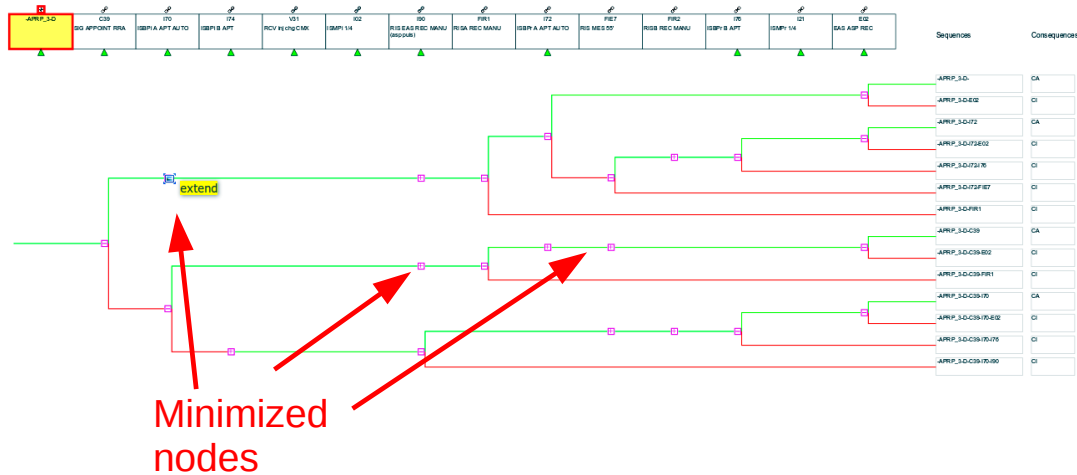 -APRP_3-D C39 I70 I74 V31 I02 I90 FIR1 I72 FIE7 FIR2 I76 I21 E02
SIG APPOINT RRA ISBPI A APT AUTO ISBPI B APT RCV inj chg CMX ISMPI 1/4 RIS EAS REC MANU RISA REC MANU ISBPr A APT AUTO RIS MES 55' RISB REC MANU ISBPr B APT ISMPr 1/4 EAS ASP REC
(asp puis)
Sequences Consequences
-APRP_3-D- CA
-APRP_3-D-E02 CI
-APRP_3-D-I72 CA
-APRP_3-D-I72-E02 CI
-APRP_3-D-I72-I76 CI
-APRP_3-D-I72-FIE7 CI
extend
-APRP_3-D-FIR1 CI
-APRP_3-D-C39 CA
-APRP_3-D-C39-E02 CI
-APRP_3-D-C39-FIR1 CI
-APRP_3-D-C39-I70 CA
-APRP_3-D-C39-I70-E02 CI
-APRP_3-D-C39-I70-I76 CI
-APRP_3-D-C39-I70-I90 CI
Minimized
nodes